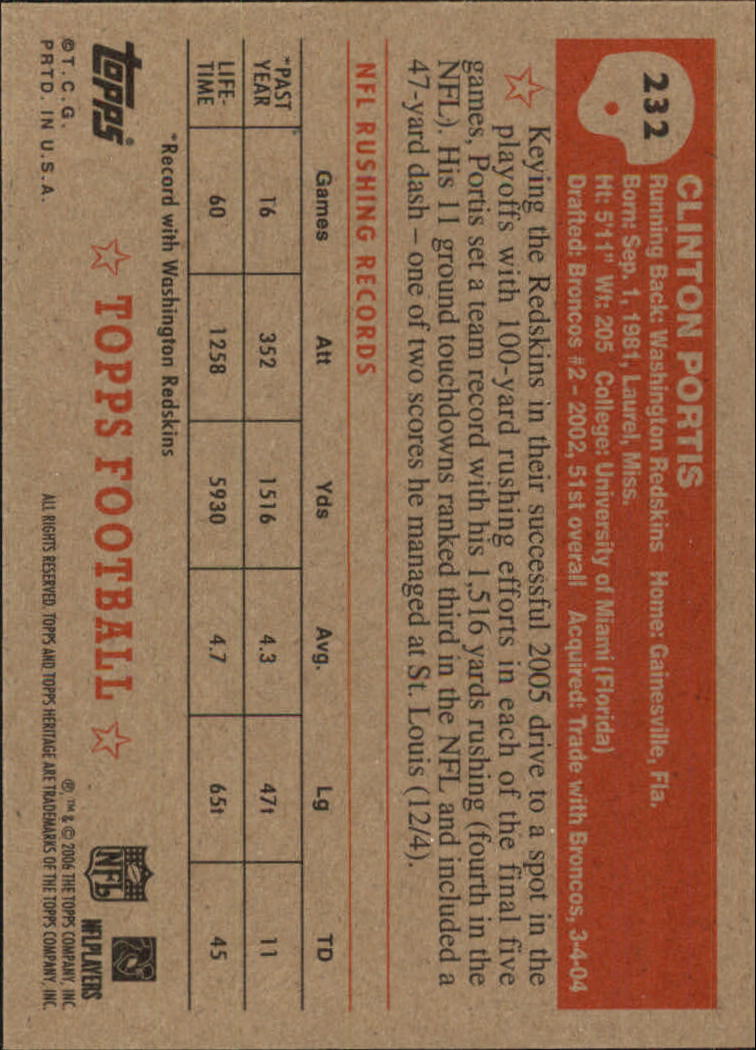 232
CLINTON PORTIS
Running Back: Washington Redskins Home: Gainesville, Fla.
Born: Sep. 1, 1981, Laurel, Miss.
Ht: 5'11" Wt: 205 College: University of Miami (Florida)
Drafted: Broncos #2 - 2002, 51st overall Acquired: Trade with Broncos, 3-4-04
Keying the Redskins in their successful 2005 drive to a spot in the
playoffs with 100-yard rushing efforts in each of the final five
games, Portis set a team record with his 1,516 yards rushing (fourth in the
NFL). His 11 ground touchdowns ranked third in the NFL and included a
47-yard dash – one of two scores he managed at St. Louis (12/4).
NFL RUSHING RECORDS
Games Att Yds Avg. Lg TD
*PAST YEAR 16 352 1516 4.3 47t 11
LIFE-TIME 60 1258 5930 4.7 65t 45
*Record with Washington Redskins
topps®
☆ TOPPS FOOTBALL ☆
NFL
NFLPLAYERS
©T.C.G.
PRTD. IN U.S.A.
®, ™ & © 2006 THE TOPPS COMPANY, INC.
ALL RIGHTS RESERVED. TOPPS AND TOPPS HERITAGE ARE TRADEMARKS OF THE TOPPS COMPANY, INC.